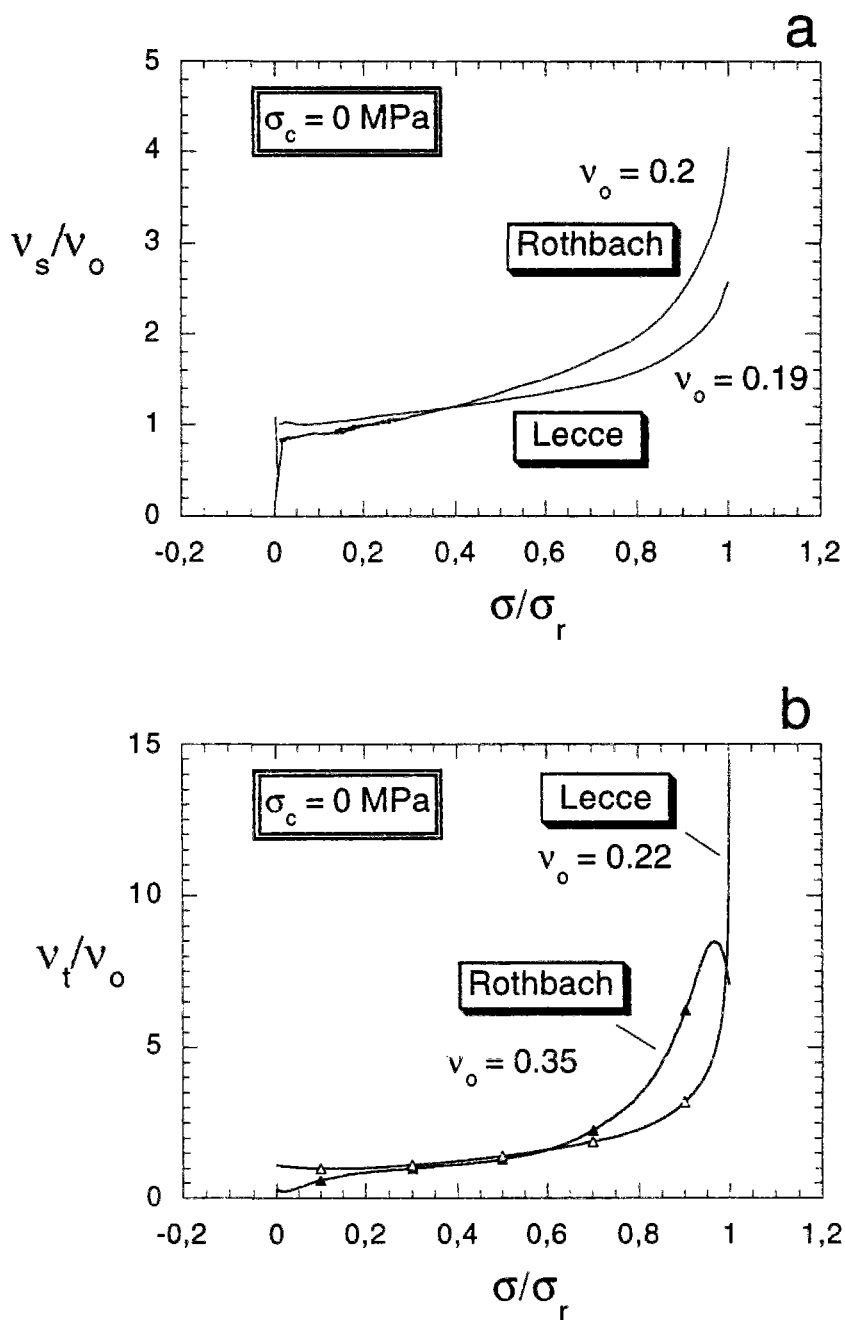 a
5
σc = 0 MPa
4
νo = 0.2
νs/νo
3
Rothbach
2
νo = 0.19
1
Lecce
0
-0,2 0 0,2 0,4 0,6 0,8 1 1,2
σ/σr
b
15
σc = 0 MPa
Lecce
νo = 0.22
10
νt/νo
Rothbach
5
νo = 0.35
0
-0,2 0 0,2 0,4 0,6 0,8 1 1,2
σ/σr